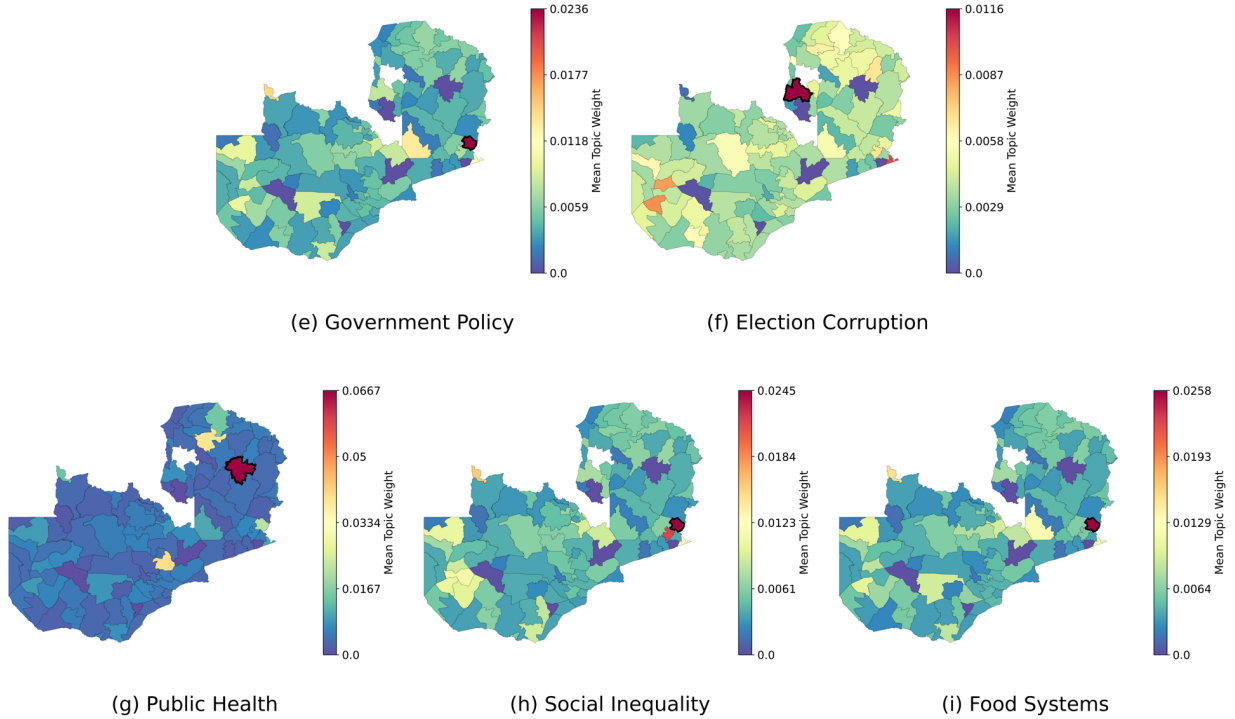 0.0236
0.0177
0.0118
0.0059
0.0
Mean Topic Weight
0.0116
0.0087
0.0058
0.0029
0.0
Mean Topic Weight
(e) Government Policy
(f) Election Corruption
0.0667
0.05
0.0334
0.0167
0.0
Mean Topic Weight
0.0245
0.0184
0.0123
0.0061
0.0
Mean Topic Weight
0.0258
0.0193
0.0129
0.0064
0.0
Mean Topic Weight
(g) Public Health
(h) Social Inequality
(i) Food Systems